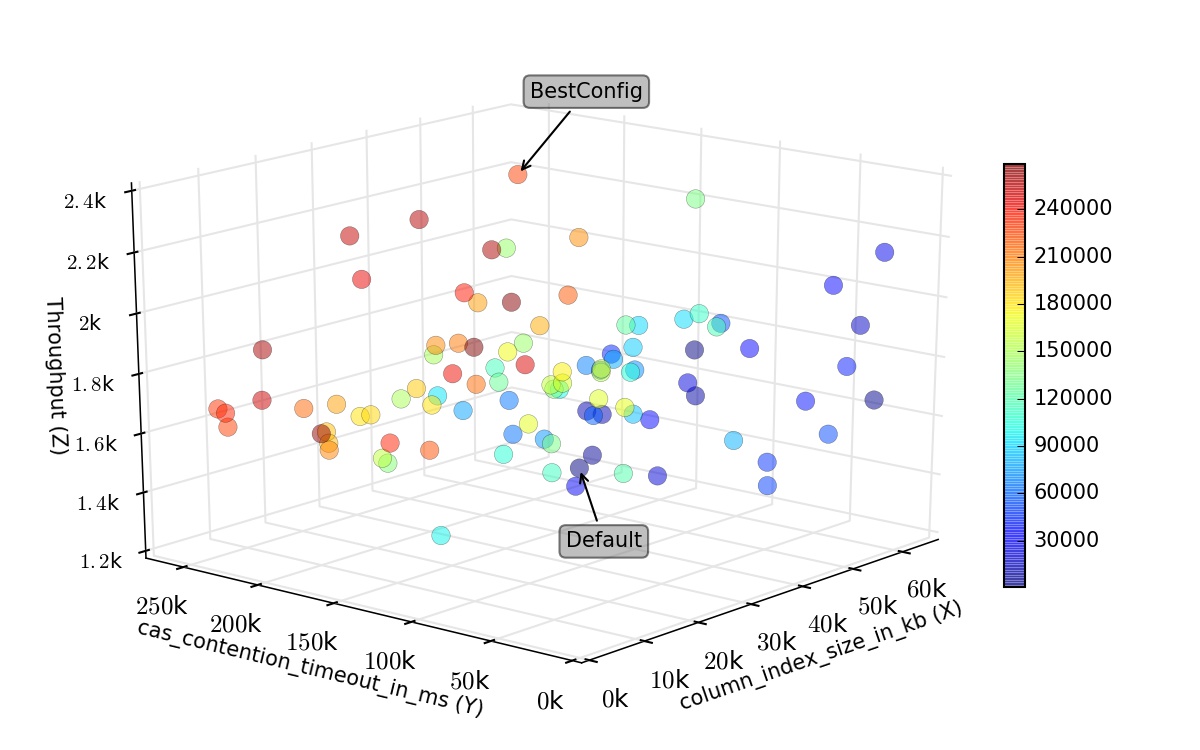 BestConfig
2.4k
2.2k
2k
1.8k
1.6k
1.4k
1.2k
Throughput (Z)
Default
250k
200k
150k
100k
50k
0k
cas_contention_timeout_in_ms (Y)
0k
10k
20k
30k
40k
50k
60k
column_index_size_in_kb (X)
240000
210000
180000
150000
120000
90000
60000
30000